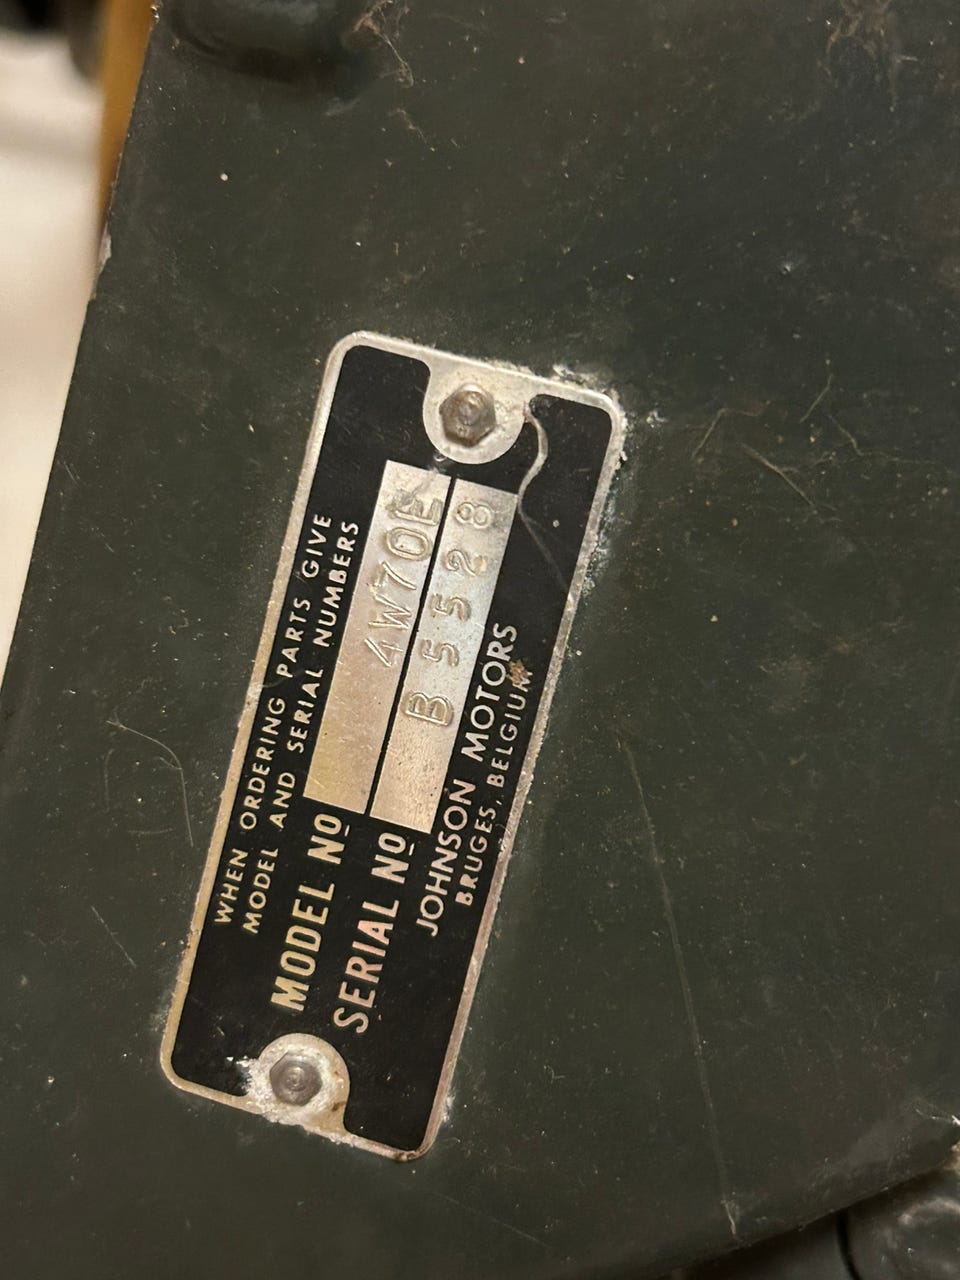 WHEN ORDERING PARTS GIVE
MODEL AND SERIAL NUMBERS
MODEL Nº 4W70E
SERIAL Nº B5528
JOHNSON MOTORS
BRUGES, BELGIUM